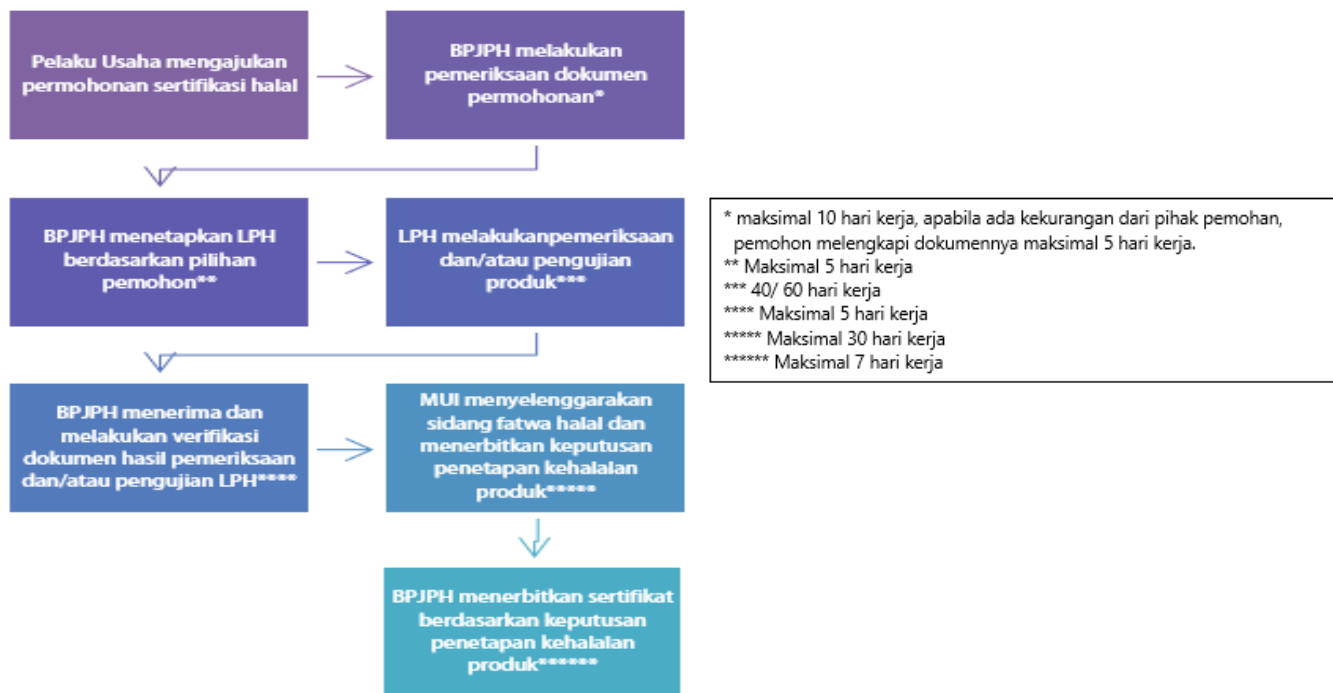 Pelaku Usaha mengajukan
permohonan sertifikasi halal
BPJPH melakukan
pemeriksaan dokumen
permohonan*
BPJPH menetapkan LPH
berdasarkan pilihan
pemohon**
LPH melakukanpemeriksaan
dan/atau pengujian
produk***
* maksimal 10 hari kerja, apabila ada kekurangan dari pihak pemohan,
pemohon melengkapi dokumennya maksimal 5 hari kerja.
** Maksimal 5 hari kerja
*** 40/ 60 hari kerja
**** Maksimal 5 hari kerja
***** Maksimal 30 hari kerja
****** Maksimal 7 hari kerja
BPJPH menerima dan
melakukan verifikasi
dokumen hasil pemeriksaan
dan/atau pengujian LPH****
MUI menyelenggarakan
sidang fatwa halal dan
menerbitkan keputusan
penetapan kehalalan
produk*****
BPJPH menerbitkan sertifikat
berdasarkan keputusan
penetapan kehalalan
produk******